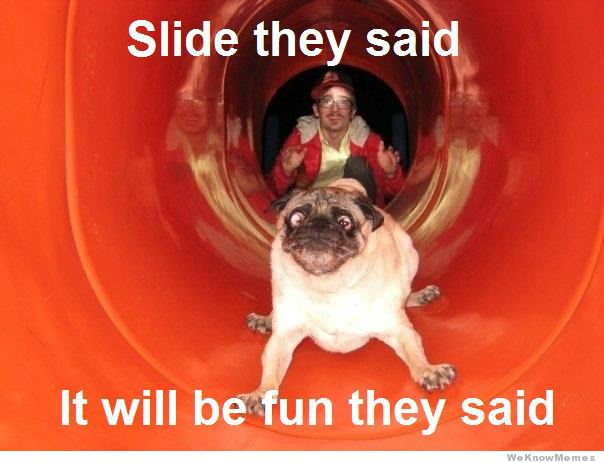 Slide they said
It will be fun they said
WeKnowMemes